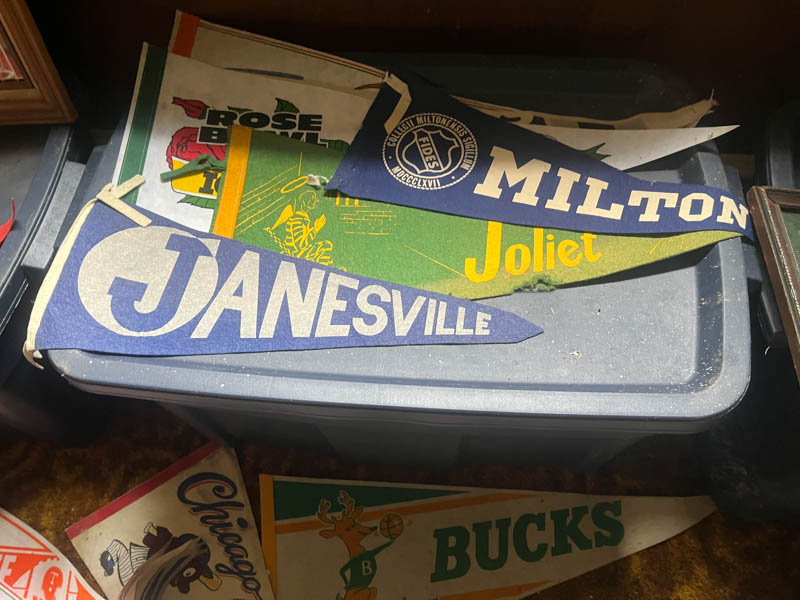 ROSE
BOWL
COLLEGII MILTONENSIS SIGILLUM
FIDES
MDCCCLXVII
MILTON
Joliet
J
JANESVILLE
Chicago
B
BUCKS